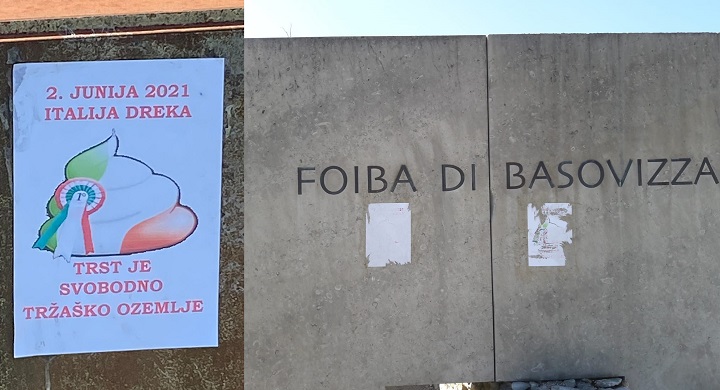 2. JUNIJA 2021
ITALIJA DREKA
TRST JE
SVOBODNO
TRŽAŠKO OZEMLJE
FOIBA DI BASOVIZZA